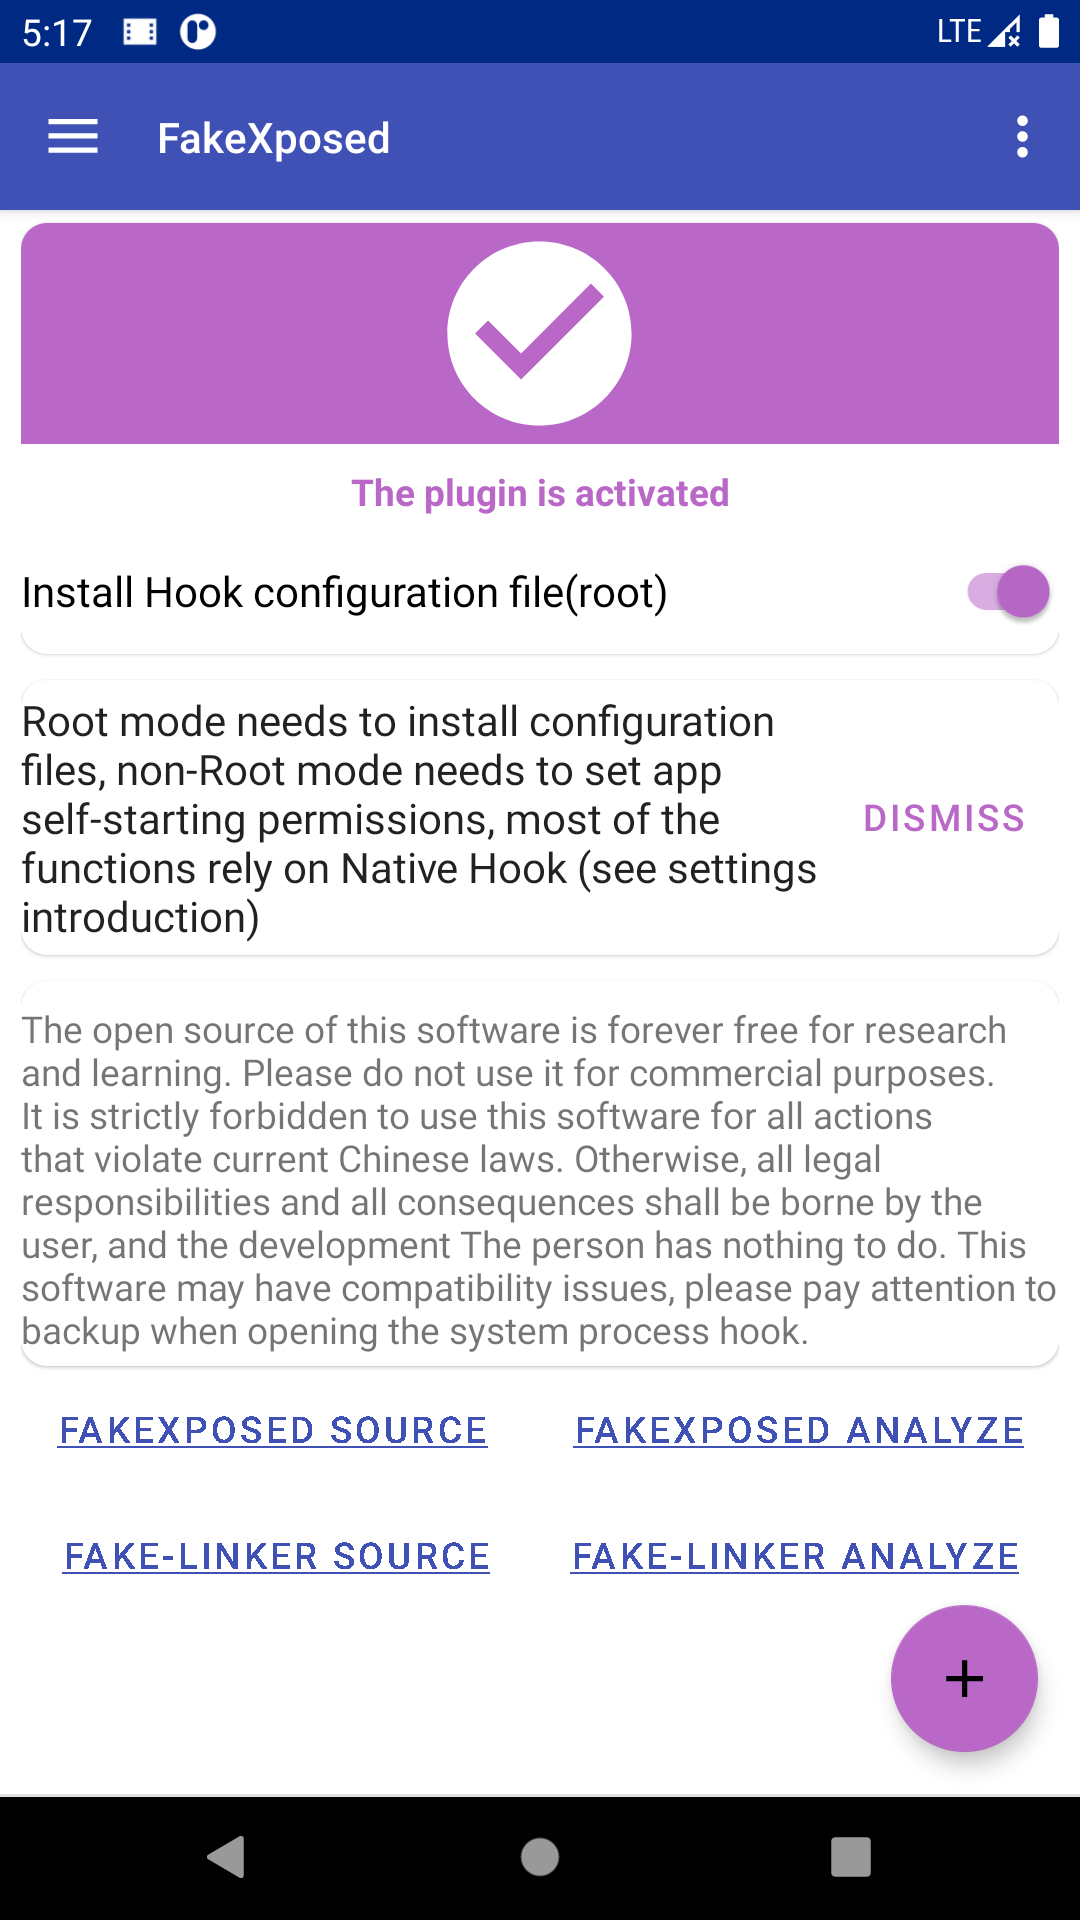 5:17
LTE
FakeXposed
The plugin is activated
Install Hook configuration file(root)
Root mode needs to install configuration
files, non-Root mode needs to set app
self-starting permissions, most of the
functions rely on Native Hook (see settings
introduction)
DISMISS
The open source of this software is forever free for research
and learning. Please do not use it for commercial purposes.
It is strictly forbidden to use this software for all actions
that violate current Chinese laws. Otherwise, all legal
responsibilities and all consequences shall be borne by the
user, and the development The person has nothing to do. This
software may have compatibility issues, please pay attention to
backup when opening the system process hook.
FAKEXPOSED SOURCE
FAKEXPOSED ANALYZE
FAKE-LINKER SOURCE
FAKE-LINKER ANALYZE